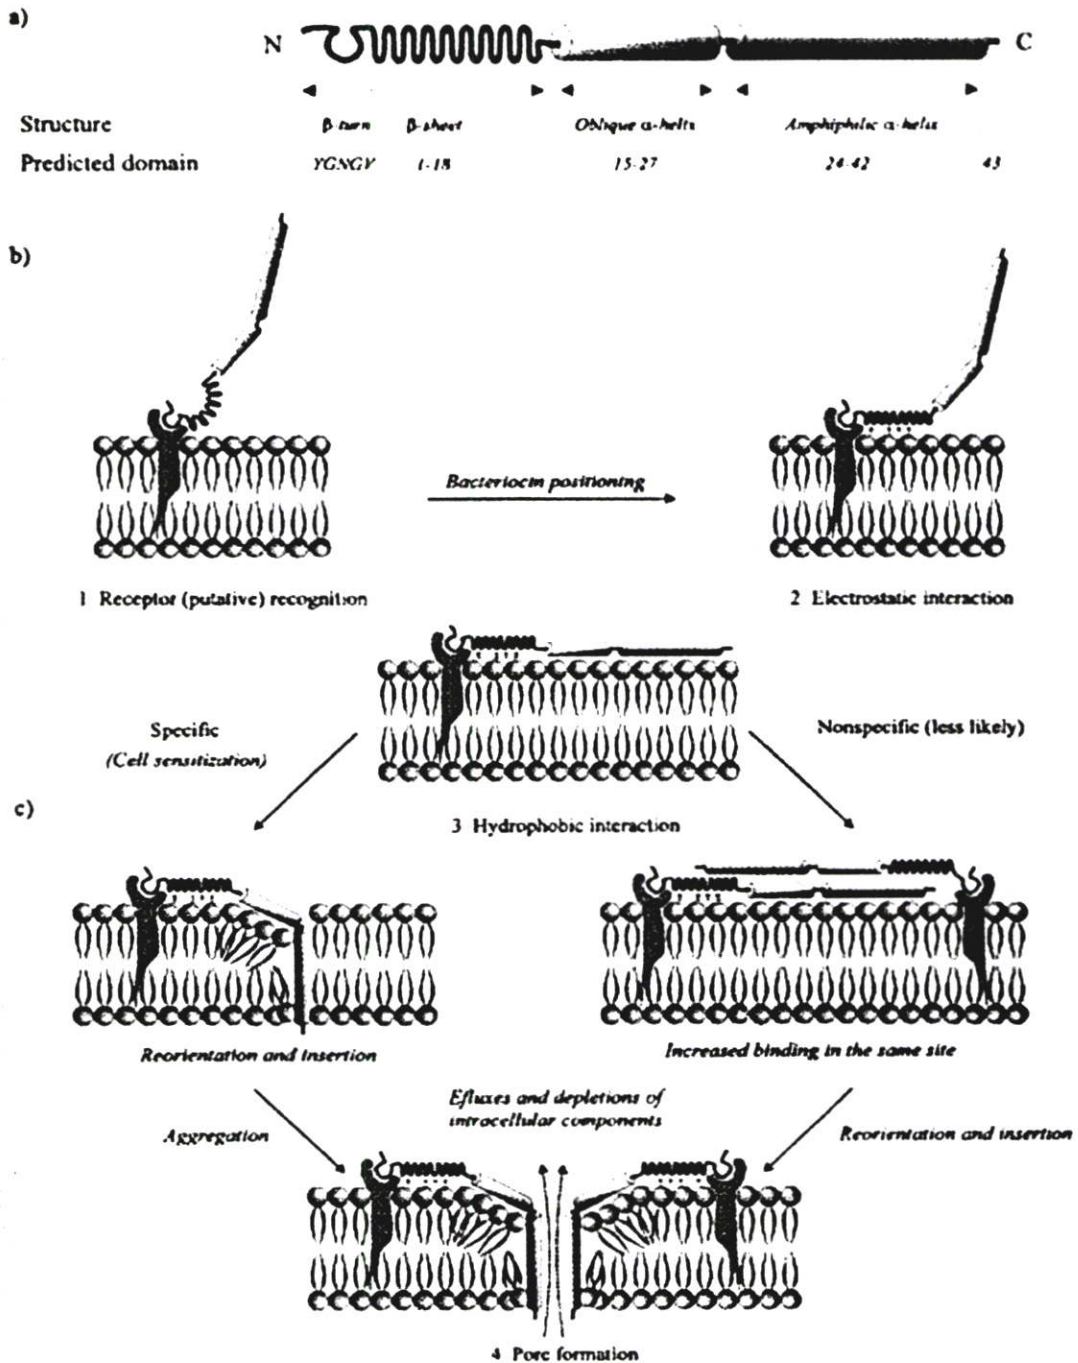 a)
N C
Structure β-turn β-sheet Oblique α-helix Amphiphilic α-helix
Predicted domain YGNGV 1-18 15-27 24-42 43
b)
Bacteriocin positioning
1 Receptor (putative) recognition
2 Electrostatic interaction
Specific
(Cell sensitization)
Nonspecific (less likely)
3 Hydrophobic interaction
c)
Reorientation and insertion
Increased binding in the same site
Efluxes and depletions of
intracellular components
Aggregation
Reorientation and insertion
4 Pore formation